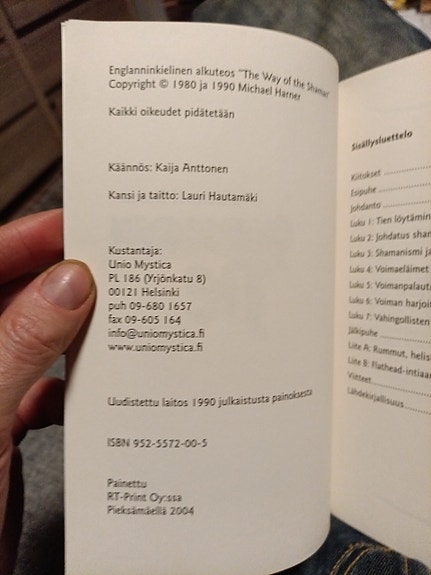 Englanninkielinen alkuteos "The Way of the Shaman"
Copyright © 1980 ja 1990 Michael Harner
Kaikki oikeudet pidätetään
Käännös: Kaija Anttonen
Kansi ja taitto: Lauri Hautamäki
Kustantaja:
Unio Mystica
PL 186 (Yrjönkatu 8)
00121 Helsinki
puh 09-680 1657
fax 09-605 164
info@uniomystica.fi
www.uniomystica.fi
Uudistettu laitos 1990 julkaistusta painoksesta
ISBN 952-5572-00-5
Painettu
RT-Print Oy:ssa
Pieksämäellä 2004
Sisällysluettelo
Kiitokset
Esipuhe
Johdanto
Luku 1: Tien löytämin
Luku 2: Johdatus sham
Luku 3: Shamanismi ja
Luku 4: Voimaeläimet
Luku 5: Voimanpalaut
Luku 6: Voiman harjoin
Luku 7: Vahingollisten
Jälkipuhe
Liite A: Rummut, helis
Liite B: Flathead-intiaan
Viitteet
Lähdekirjallisuus